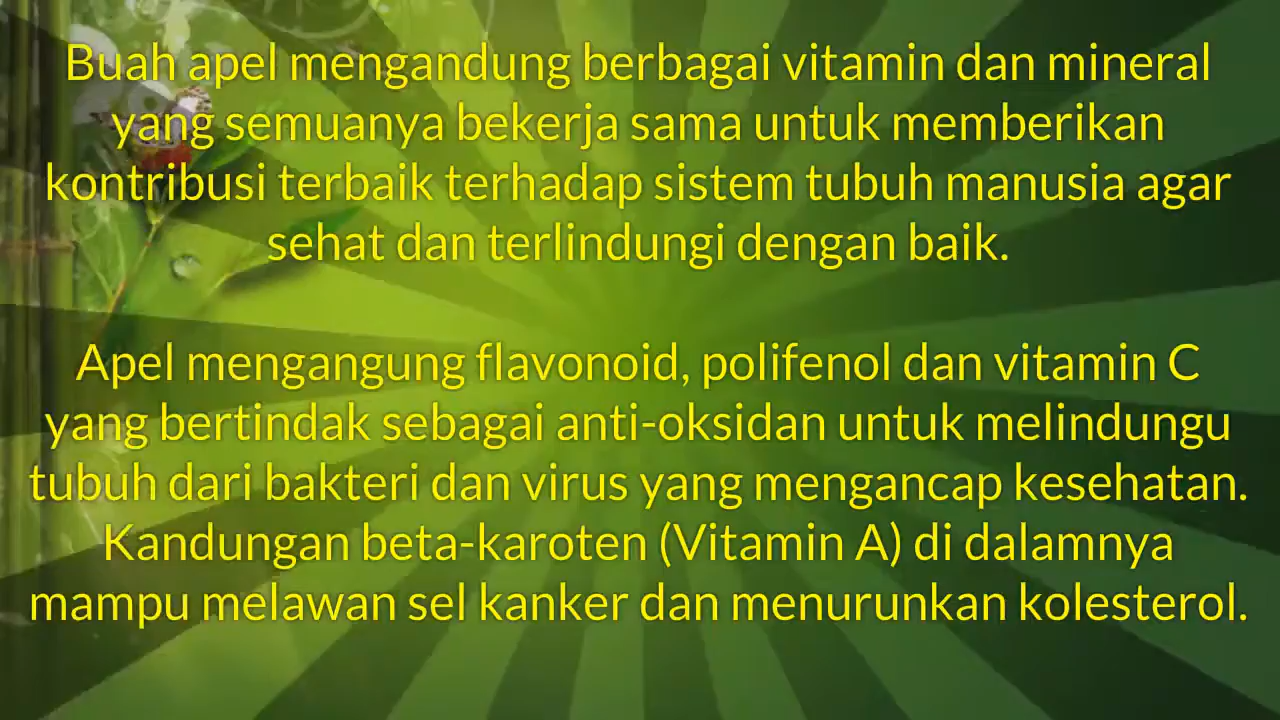 Buah apel mengandung berbagai vitamin dan mineral
yang semuanya bekerja sama untuk memberikan
kontribusi terbaik terhadap sistem tubuh manusia agar
sehat dan terlindungi dengan baik.
Apel mengangung flavonoid, polifenol dan vitamin C
yang bertindak sebagai anti-oksidan untuk melindungu
tubuh dari bakteri dan virus yang mengancap kesehatan.
Kandungan beta-karoten (Vitamin A) di dalamnya
mampu melawan sel kanker dan menurunkan kolesterol.